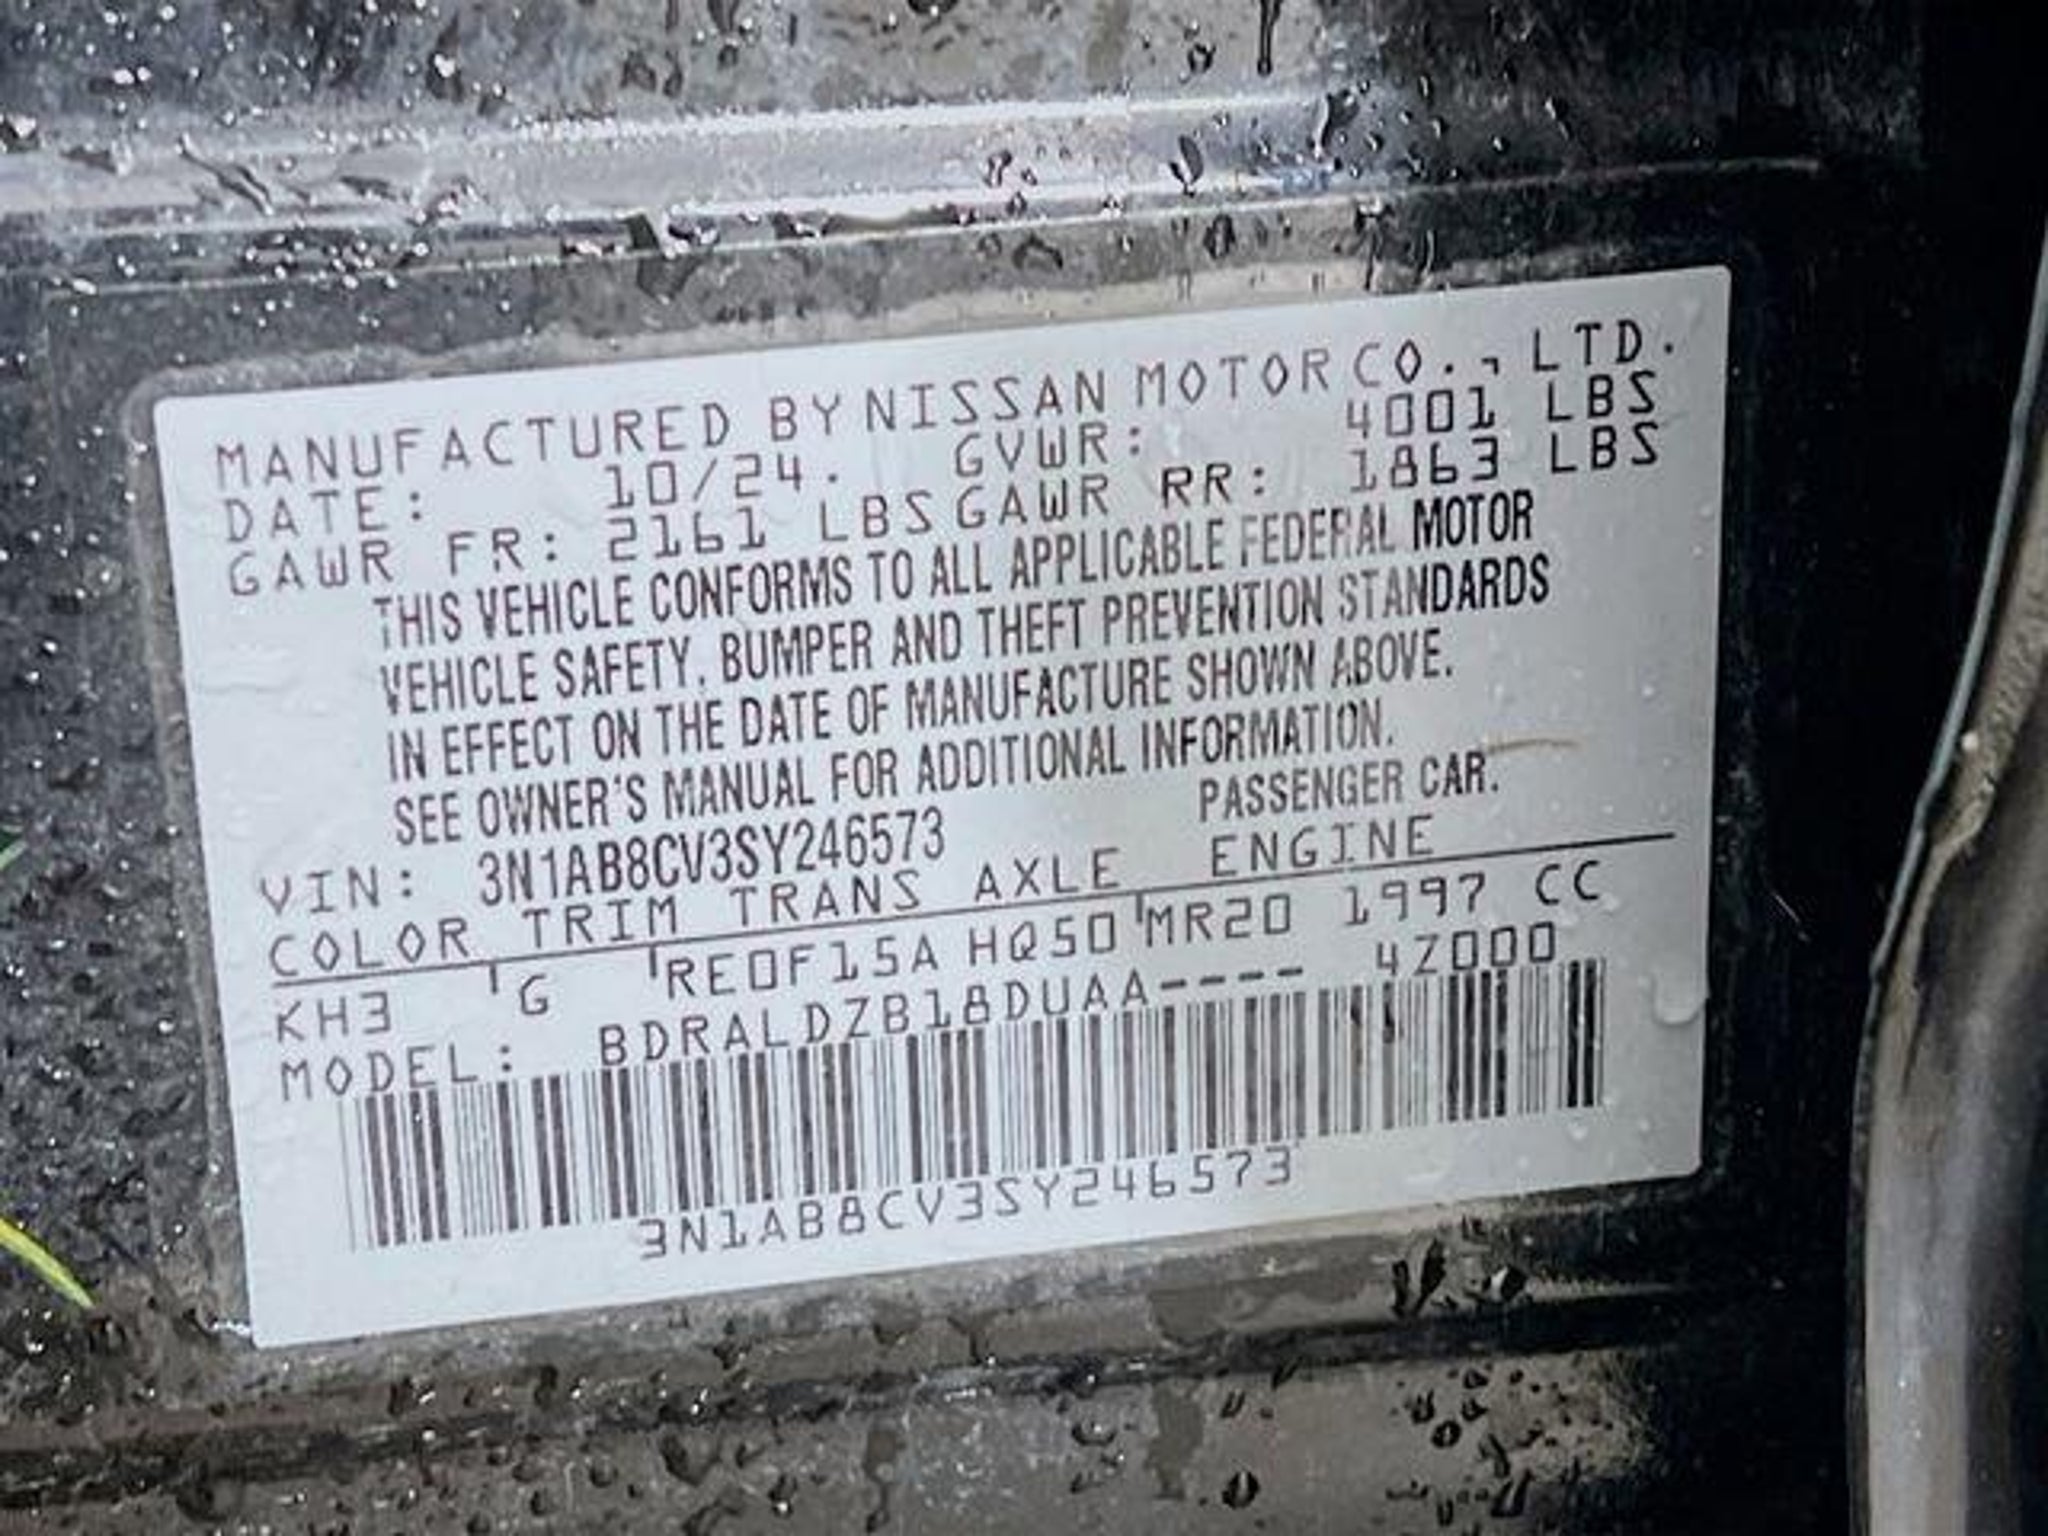 MANUFACTURED BY NISSAN MOTOR CO., LTD.
DATE: 10/24. GVWR: 4001 LBS
GAWR FR: 2161 LBS GAWR RR: 1863 LBS
THIS VEHICLE CONFORMS TO ALL APPLICABLE FEDERAL MOTOR
VEHICLE SAFETY, BUMPER AND THEFT PREVENTION STANDARDS
IN EFFECT ON THE DATE OF MANUFACTURE SHOWN ABOVE.
SEE OWNER'S MANUAL FOR ADDITIONAL INFORMATION.
VIN: 3N1AB8CV3SY246573 PASSENGER CAR.
COLOR TRIM TRANS AXLE ENGINE
KH3 G RE0F15A HQ50 MR20 1997 CC
MODEL: BDRALDZB18DUAA---- 4Z000
3N1AB8CV3SY246573